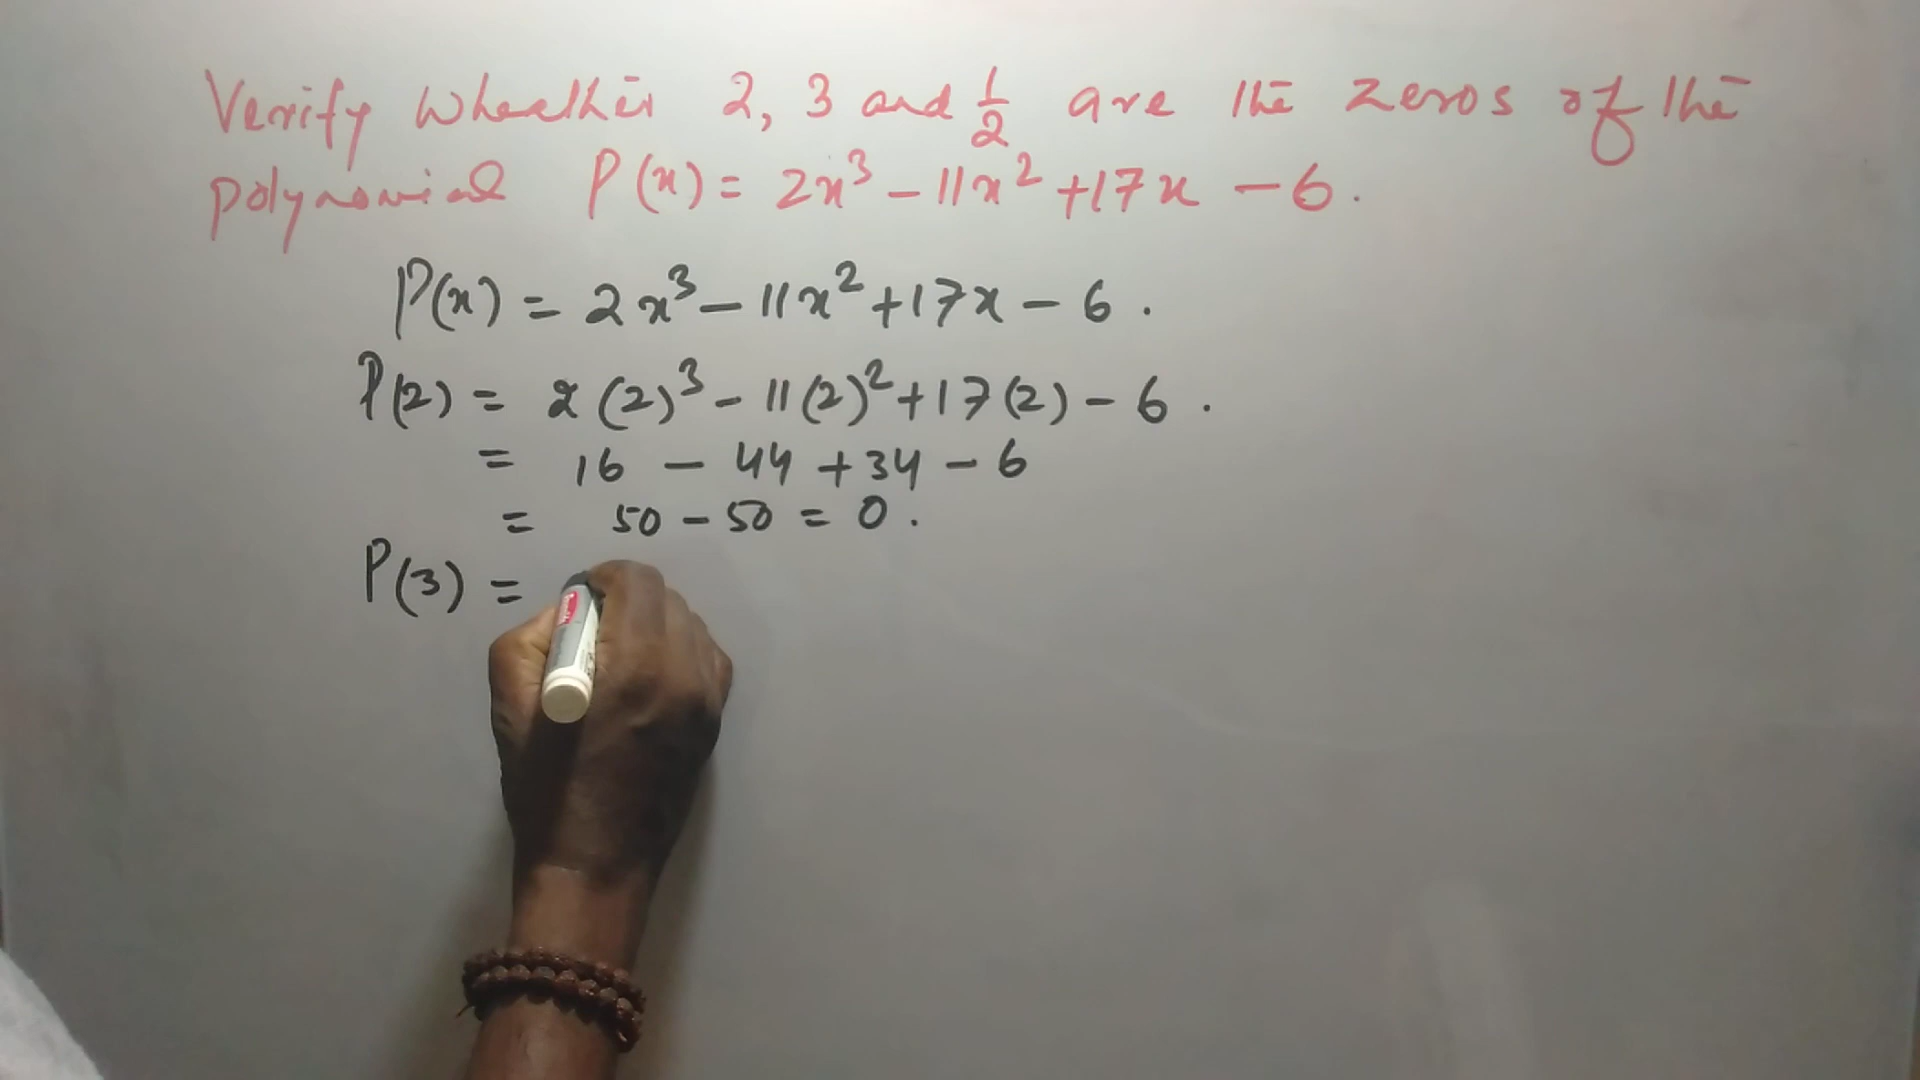 Verify whether 2, 3 and 1/2 are the zeros of the
polynomial P(x) = 2x³ – 11x² + 17x – 6.
P(x) = 2x³ – 11x² + 17x – 6.
P(2) = 2(2)³ – 11(2)² + 17(2) – 6.
= 16 – 44 + 34 – 6
= 50 – 50 = 0.
P(3) =